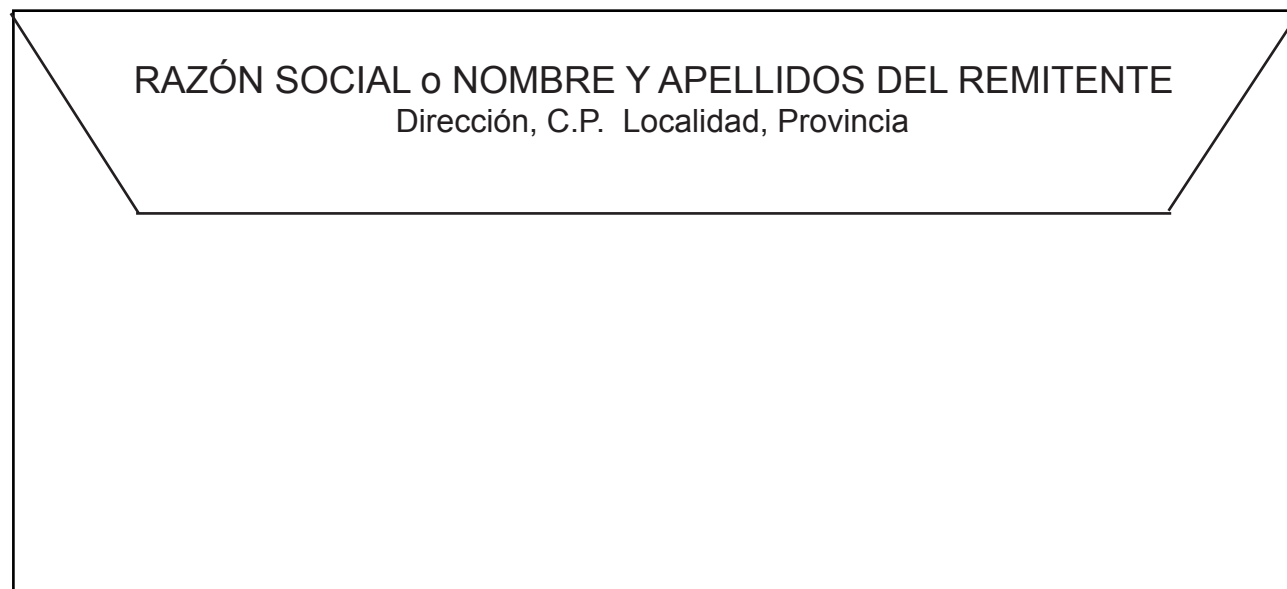 RAZÓN SOCIAL o NOMBRE Y APELLIDOS DEL REMITENTE
Dirección, C.P.  Localidad, Provincia